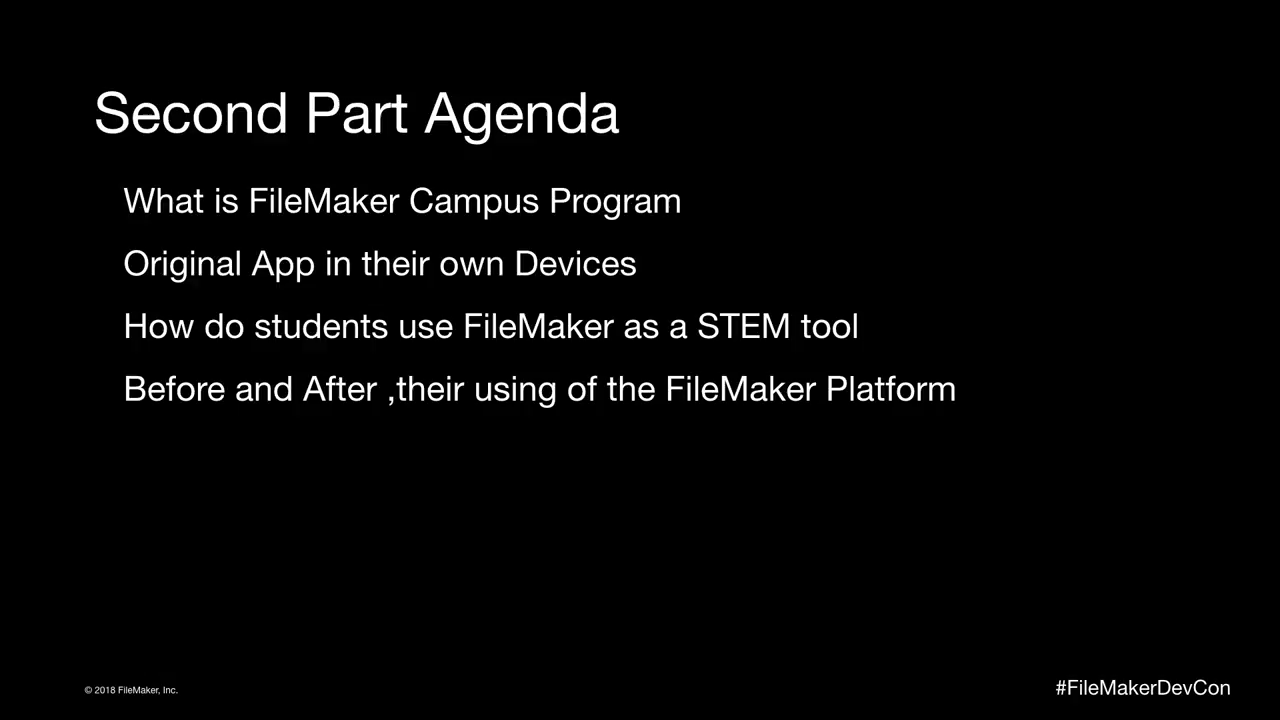 Second Part Agenda
What is FileMaker Campus Program
Original App in their own Devices
How do students use FileMaker as a STEM tool
Before and After ,their using of the FileMaker Platform
© 2018 FileMaker, Inc.
#FileMakerDevCon